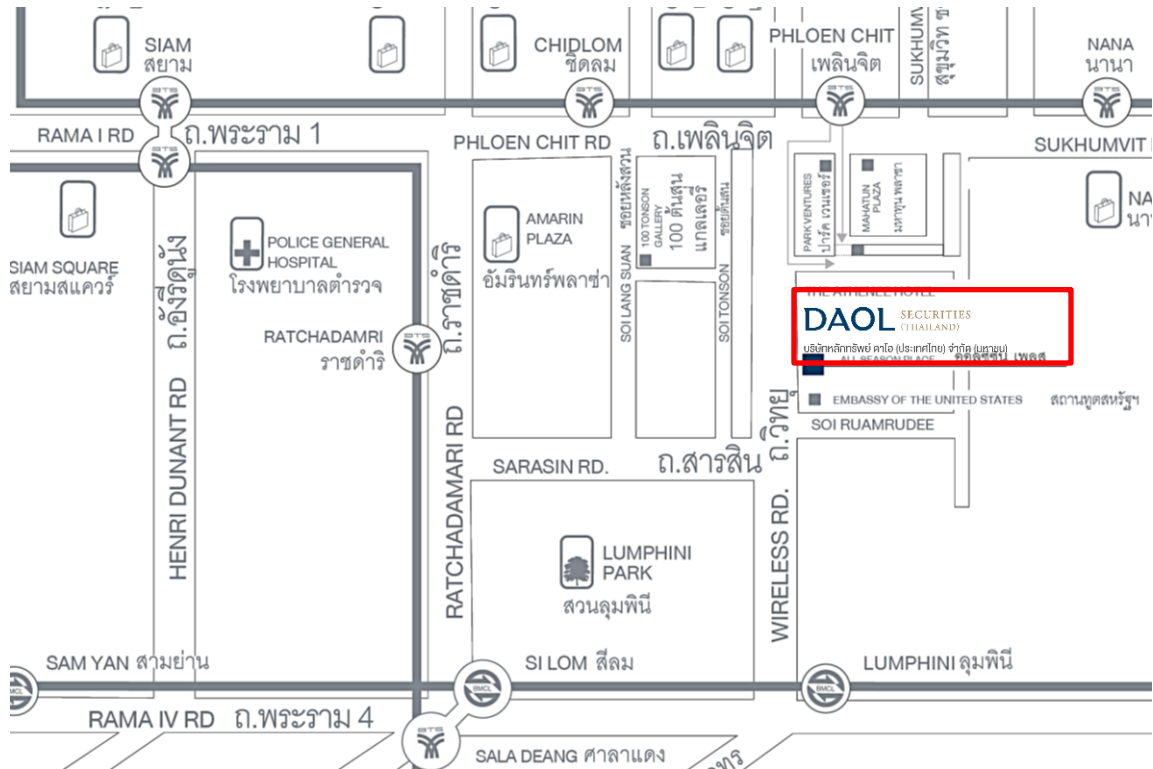 SIAM
สยาม
CHIDLOM
ชิดลม
PHLOEN CHIT
เพลินจิต
NANA
นานา
RAMA I RD
ถ.พระราม 1
PHLOEN CHIT RD
ถ.เพลินจิต
SUKHUMVIT
SIAM SQUARE
สยามสแควร์
POLICE GENERAL
HOSPITAL
โรงพยาบาลตำรวจ
AMARIN
PLAZA
อัมรินทร์พลาซ่า
ซอยหลังสวน
SOI LANG SUAN
100 TONSON
GALLERY
100 ต้นสน
แกลเลอรี่
ซอยต้นสน
SOI TONSON
PARK VENTURES
ปาร์ค เวนเชอร์
MAHATUN
PLAZA
มหาทุน พลาซา
THE ATHENEE HOTEL
DAOL SECURITIES
(THAILAND)
บริษัทหลักทรัพย์ ดาโอ (ประเทศไทย) จำกัด (มหาชน)
ALL SEASON PLACE
ออลซีซั่น เพลส
EMBASSY OF THE UNITED STATES
สถานทูตสหรัฐฯ
SOI RUAMRUDEE
RATCHADAMRI
ราชดำริ
ถ.ราชดำริ
RATCHADAMARI RD
ถ.อังรีดูนัง
HENRI DUNANT RD
SARASIN RD.
ถ.สารสิน
ถ.วิทยุ
WIRELESS RD.
LUMPHINI
PARK
สวนลุมพินี
SAM YAN สามย่าน
SI LOM สีลม
LUMPHINI ลุมพินี
BMCL
BMCL
RAMA IV RD
ถ.พระราม 4
SALA DEANG ศาลาแดง